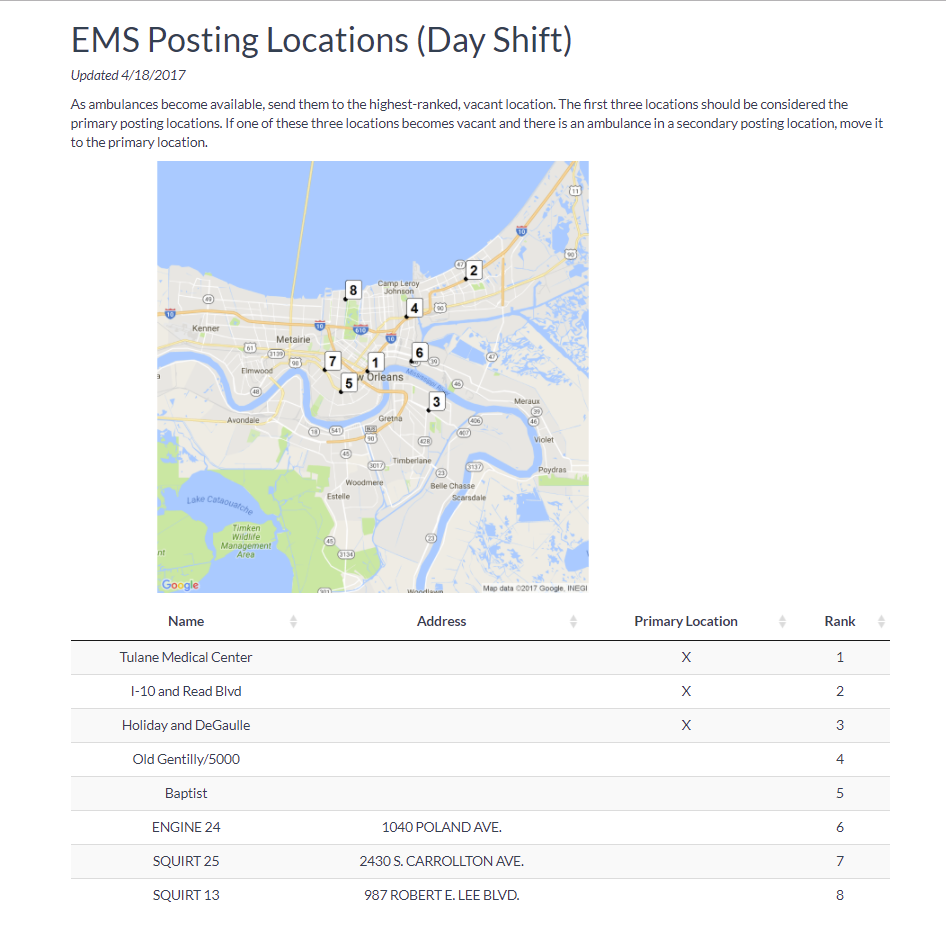 EMS Posting Locations (Day Shift)
Updated 4/18/2017
As ambulances become available, send them to the highest-ranked, vacant location. The first three locations should be considered the
primary posting locations. If one of these three locations becomes vacant and there is an ambulance in a secondary posting location, move it
to the primary location.
11
10
90
47
2
8
Camp Leroy
Johnson
49
4
90
10
Kenner
10
610
10
Metairie
61
3139
90
7
1
6
39
47
Elmwood
5
w Orleans
Mississippi River
48
46
3
Meraux
39
46
Avondale
Gretna
406
18
541
BUS
90
428
407
Violet
45
3017
Timberlane
23
3137
Poydras
Woodmere
Belle Chasse
Estelle
Scarsdale
Lake Cataouatche
Timken
Wildlife
Management
Area
45
23
nt
3134
Google
301
Woodlawn
Map data ©2017 Google, INEGI
Name Address Primary Location Rank
Tulane Medical Center X 1
I-10 and Read Blvd X 2
Holiday and DeGaulle X 3
Old Gentilly/5000 4
Baptist 5
ENGINE 24 1040 POLAND AVE. 6
SQUIRT 25 2430 S. CARROLLTON AVE. 7
SQUIRT 13 987 ROBERT E. LEE BLVD. 8